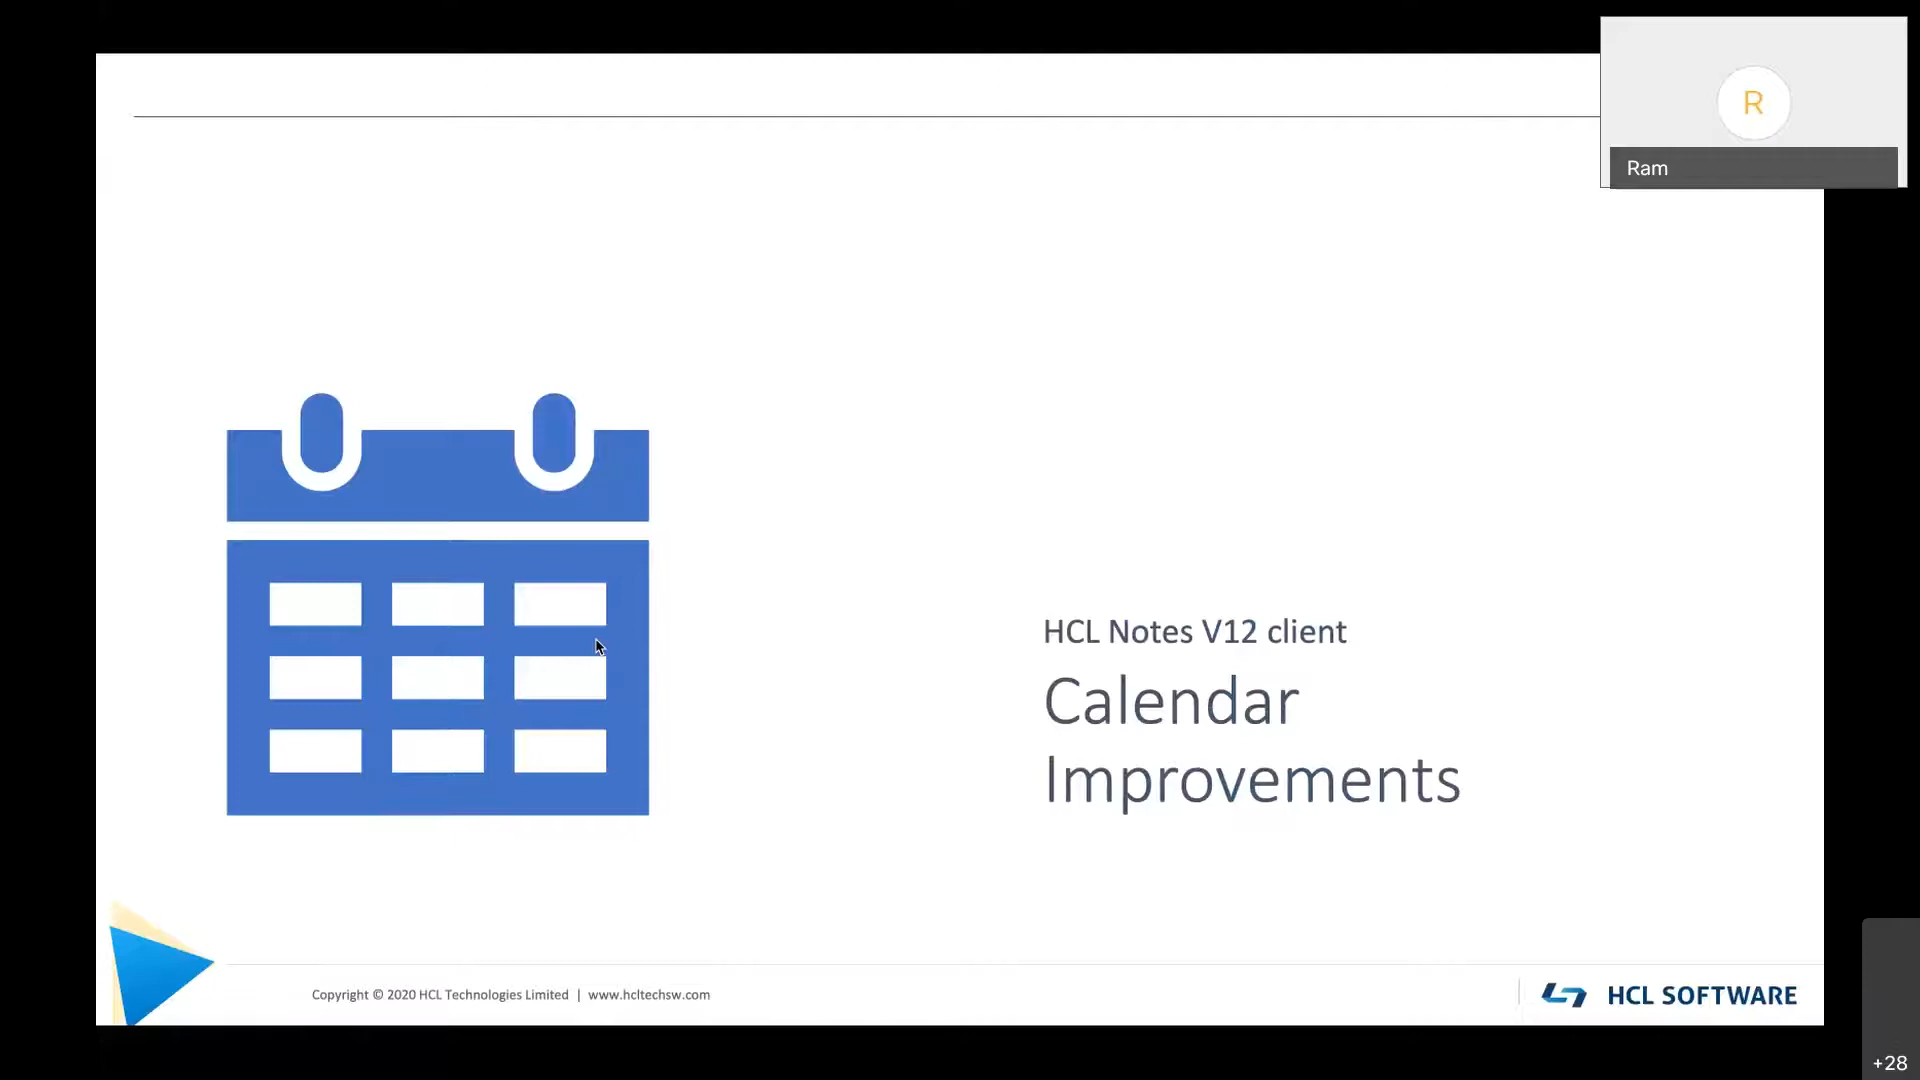 R
Ram
HCL Notes V12 client
Calendar
Improvements
Copyright © 2020 HCL Technologies Limited | www.hcltechsw.com
HCL SOFTWARE
+28